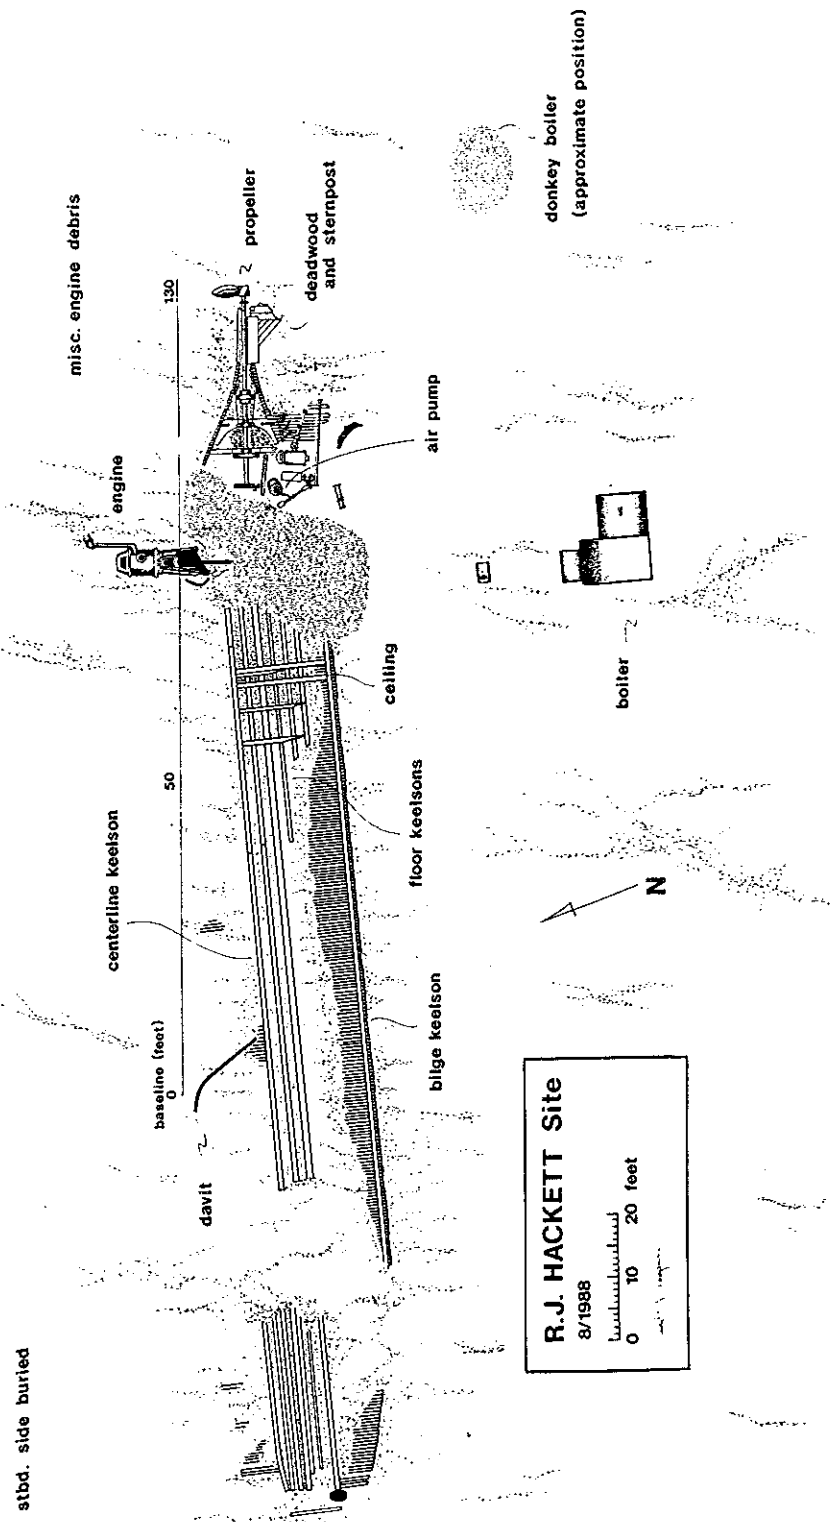 stbd. side buried
misc. engine debris
centerline keelson
engine
baseline (feet)
0 50 130
davit
propeller
deadwood
and sternpost
ceiling
floor keelsons
air pump
bilge keelson
donkey boiler
(approximate position)
boiler
N
R.J. HACKETT Site
8/1988
0 10 20 feet